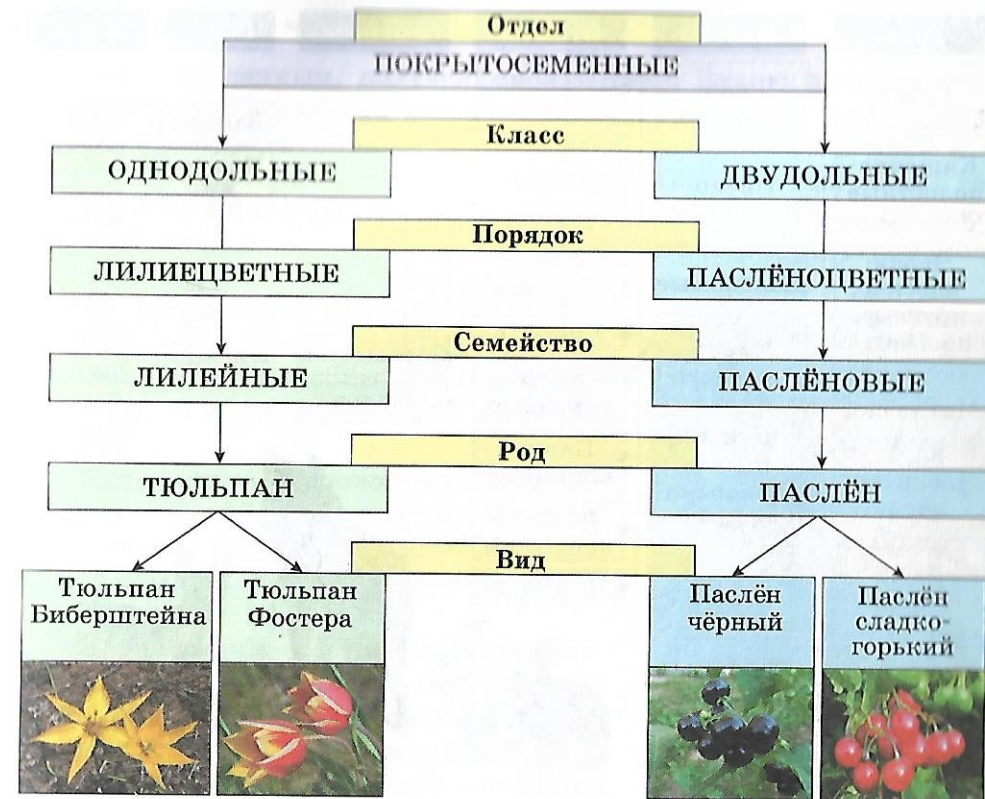 Отдел
ПОКРЫТОСЕМЕННЫЕ
Класс
ОДНОДОЛЬНЫЕ
ДВУДОЛЬНЫЕ
Порядок
ЛИЛИЕЦВЕТНЫЕ
ПАСЛЁНОЦВЕТНЫЕ
Семейство
ЛИЛЕЙНЫЕ
ПАСЛЁНОВЫЕ
Род
ТЮЛЬПАН
ПАСЛЁН
Вид
Тюльпан
Биберштейна
Тюльпан
Фостера
Паслён
чёрный
Паслён
сладко-
горький